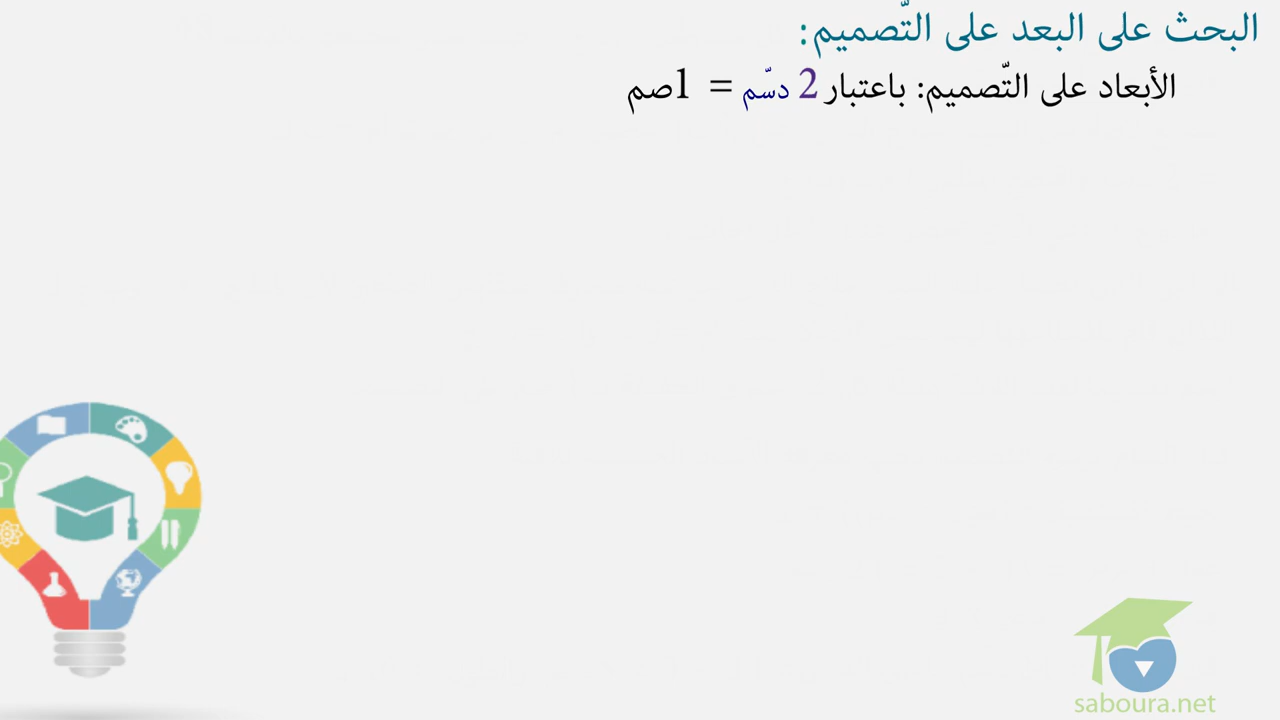 البحث على البعد على التّصميم:
الأبعاد على التّصميم: باعتبار 2 دسّم = 1صم
saboura.net